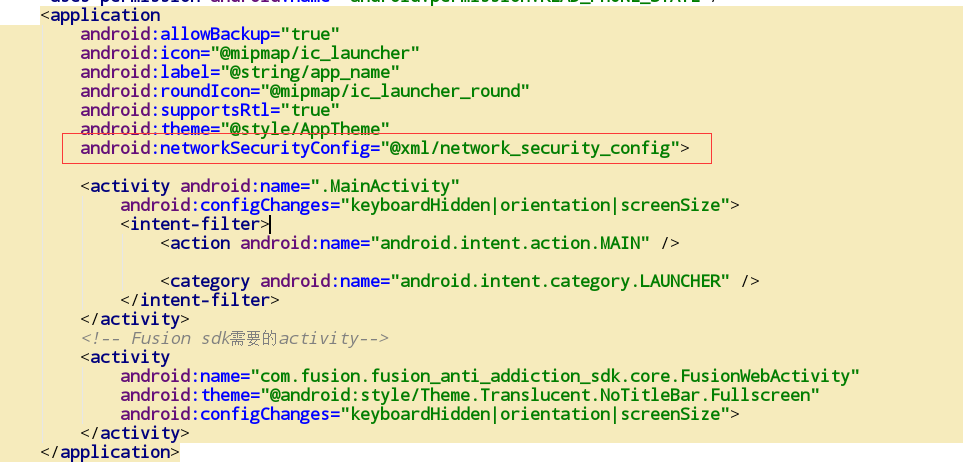 <application
android:allowBackup="true"
android:icon="@mipmap/ic_launcher"
android:label="@string/app_name"
android:roundIcon="@mipmap/ic_launcher_round"
android:supportsRtl="true"
android:theme="@style/AppTheme"
android:networkSecurityConfig="@xml/network_security_config">
<activity android:name=".MainActivity"
android:configChanges="keyboardHidden|orientation|screenSize">
<intent-filter>
<action android:name="android.intent.action.MAIN" />
<category android:name="android.intent.category.LAUNCHER" />
</intent-filter>
</activity>
<!-- Fusion sdk需要的activity-->
<activity
android:name="com.fusion.fusion_anti_addiction_sdk.core.FusionWebActivity"
android:theme="@android:style/Theme.Translucent.NoTitleBar.Fullscreen"
android:configChanges="keyboardHidden|orientation|screenSize">
</activity>
</application>